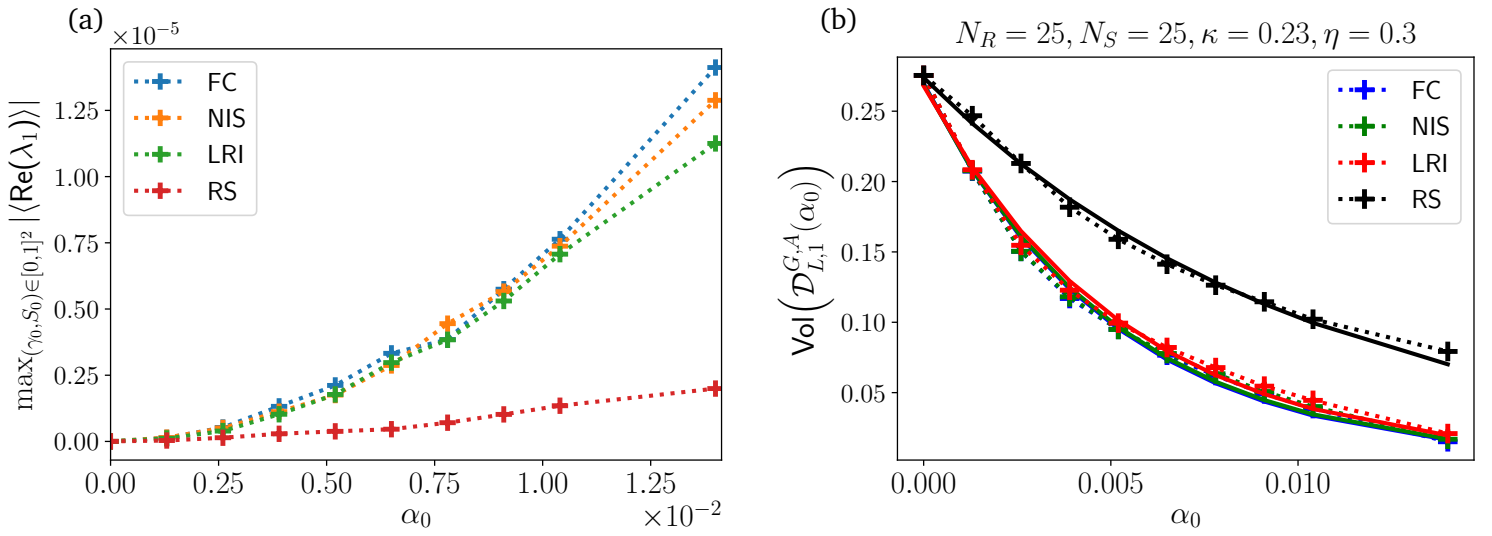 (a)
×10⁻⁵
max_{(γ₀,S₀)∈[0,1]²} |⟨Re(λ₁)⟩|
1.25
1.00
0.75
0.50
0.25
0.00
FC
NIS
LRI
RS
0.00 0.25 0.50 0.75 1.00 1.25
×10⁻²
α₀
(b)
N_R = 25, N_S = 25, κ = 0.23, η = 0.3
Vol(𝒟_{L,1}^{G,A}(α₀))
0.25
0.20
0.15
0.10
0.05
FC
NIS
LRI
RS
0.000 0.005 0.010
α₀